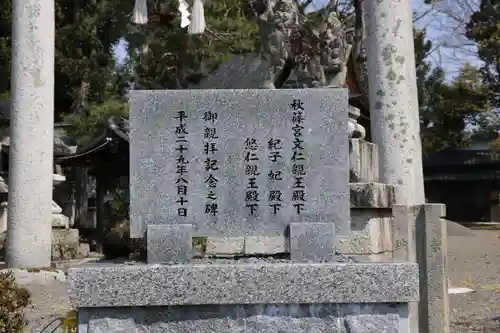 秋篠宮文仁親王殿下
紀子妃殿下
悠仁親王殿下
御親拝記念之碑
平成二十九年八月十日